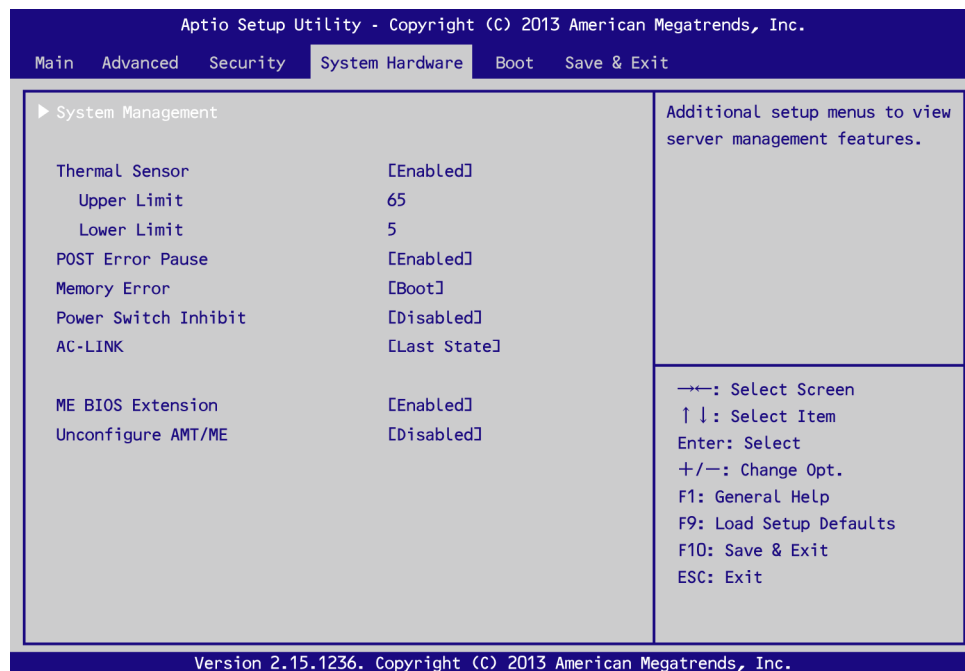 Aptio Setup Utility - Copyright (C) 2013 American Megatrends, Inc.
Main Advanced Security System Hardware Boot Save & Exit
▶ System Management
Thermal Sensor [Enabled]
Upper Limit 65
Lower Limit 5
POST Error Pause [Enabled]
Memory Error [Boot]
Power Switch Inhibit [Disabled]
AC-LINK [Last State]
ME BIOS Extension [Enabled]
Unconfigure AMT/ME [Disabled]
Additional setup menus to view
server management features.
→←: Select Screen
↑↓: Select Item
Enter: Select
+/-: Change Opt.
F1: General Help
F9: Load Setup Defaults
F10: Save & Exit
ESC: Exit
Version 2.15.1236. Copyright (C) 2013 American Megatrends, Inc.